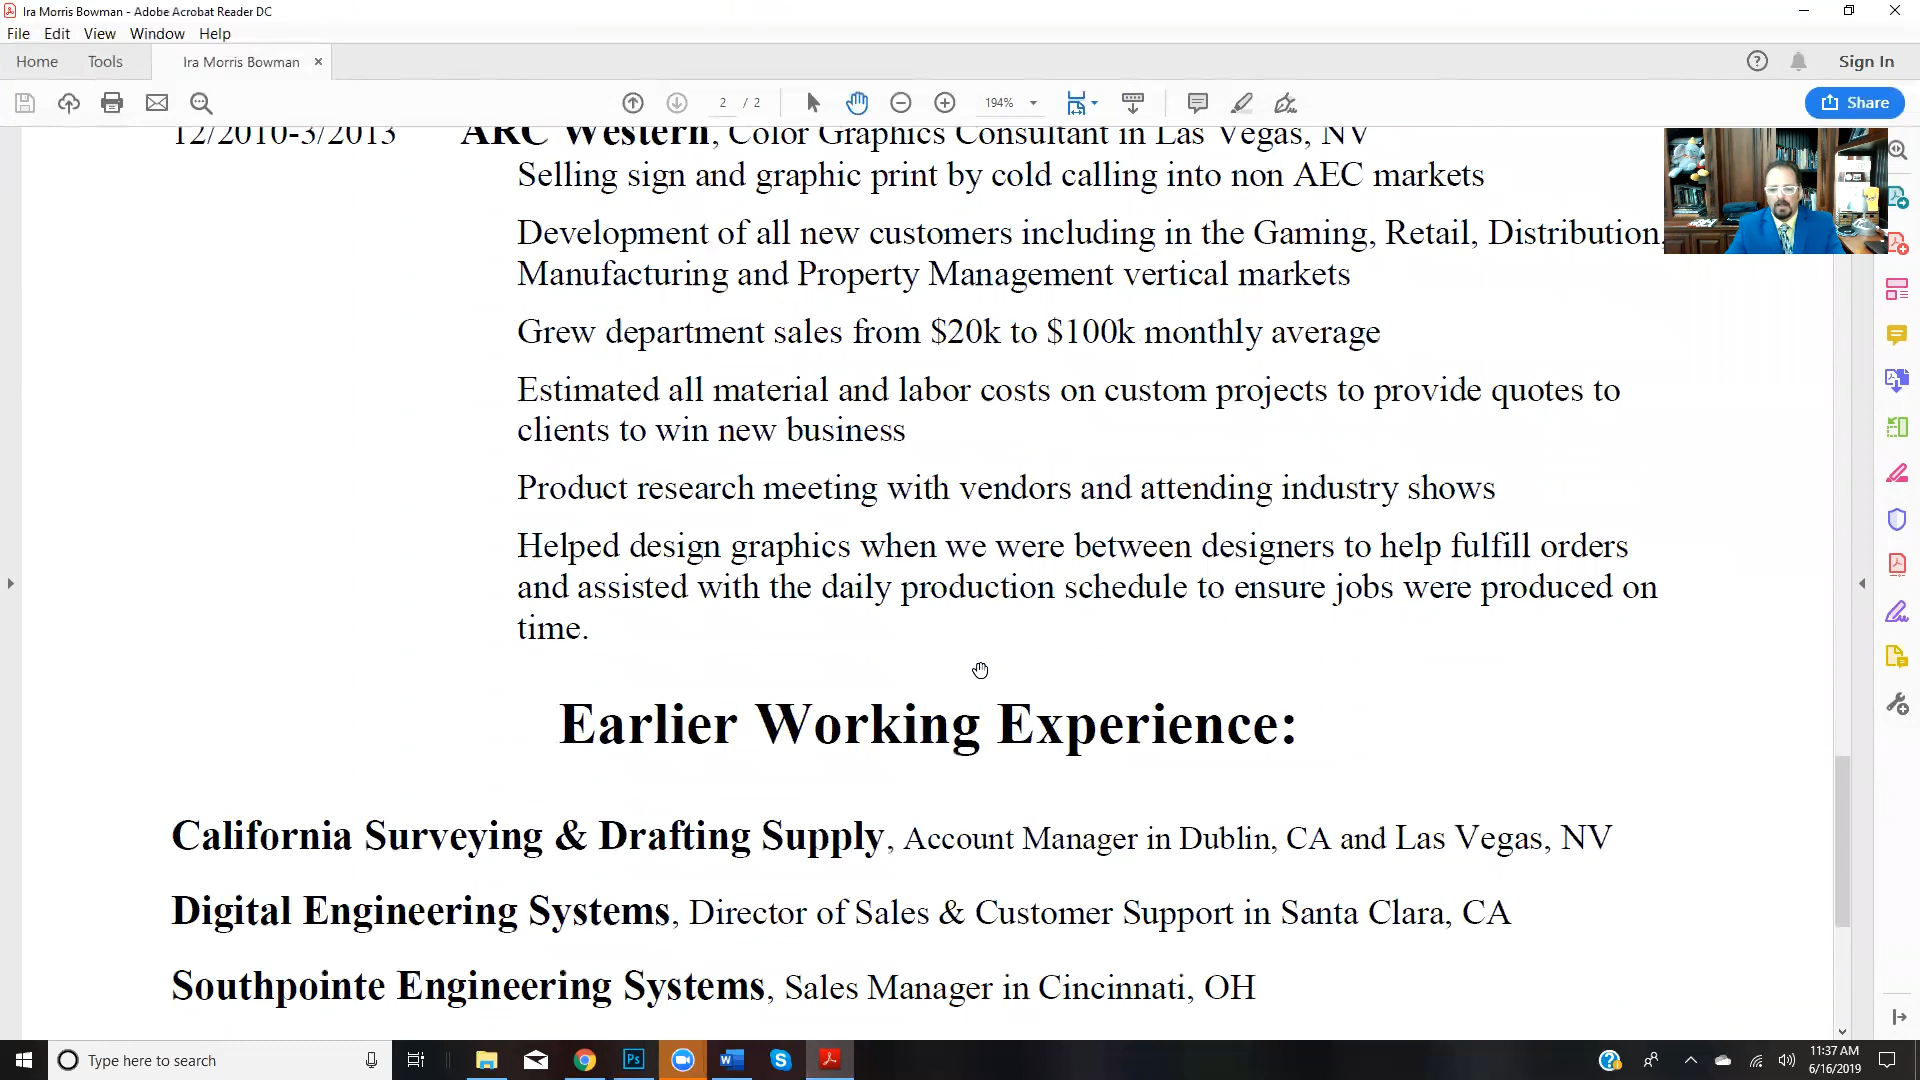 Ira Morris Bowman - Adobe Acrobat Reader DC
File Edit View Window Help
Home Tools Ira Morris Bowman Sign In
2 / 2 194% Share
12/2010-3/2013 ARC Western, Color Graphics Consultant in Las Vegas, NV
Selling sign and graphic print by cold calling into non AEC markets
Development of all new customers including in the Gaming, Retail, Distribution,
Manufacturing and Property Management vertical markets
Grew department sales from $20k to $100k monthly average
Estimated all material and labor costs on custom projects to provide quotes to
clients to win new business
Product research meeting with vendors and attending industry shows
Helped design graphics when we were between designers to help fulfill orders
and assisted with the daily production schedule to ensure jobs were produced on
time.
Earlier Working Experience:
California Surveying & Drafting Supply, Account Manager in Dublin, CA and Las Vegas, NV
Digital Engineering Systems, Director of Sales & Customer Support in Santa Clara, CA
Southpointe Engineering Systems, Sales Manager in Cincinnati, OH
Type here to search
11:37 AM
6/16/2019